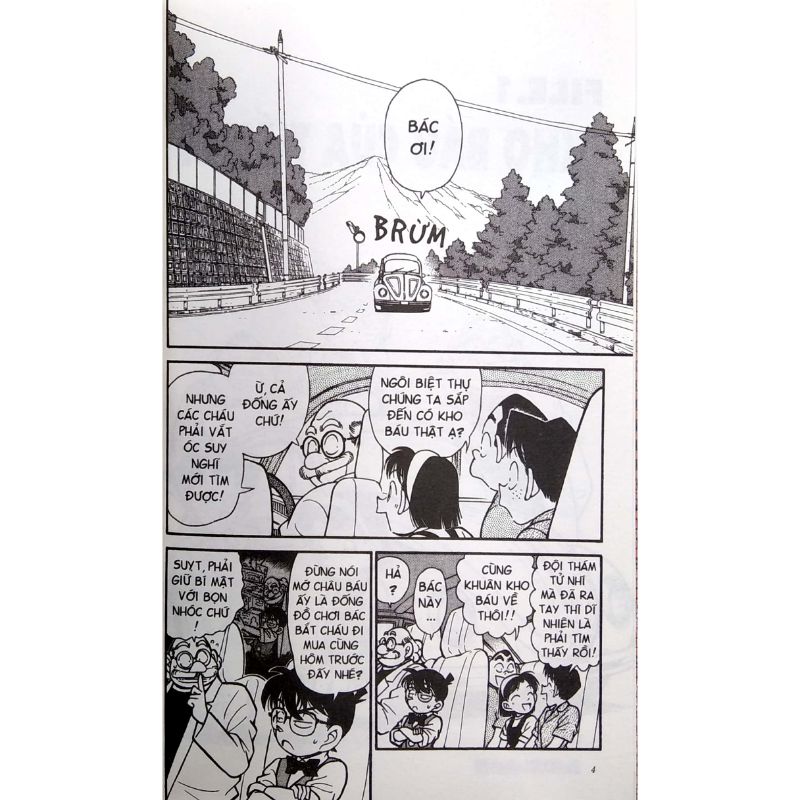 BÁC
ƠI!
BRỪM
NGÔI BIỆT THỰ
CHÚNG TA SẮP
ĐẾN CÓ KHO
BÁU THẬT Ạ?
Ừ, CẢ
ĐỐNG ẤY
CHỨ!
NHƯNG
CÁC CHÁU
PHẢI VẮT
ÓC SUY
NGHĨ
MỚI TÌM
ĐƯỢC!
ĐỘI THÁM
TỬ NHÍ
MÀ ĐÃ RA
TAY THÌ DĨ
NHIÊN LÀ
PHẢI TÌM
THẤY RỒI!
CÙNG
KHUÂN KHO
BÁU VỀ
THÔI!!
BÁC
NÀY
...
HẢ
?
ĐỪNG NÓI
MỚ CHÂU BÁU
ẤY LÀ ĐỐNG
ĐỒ CHƠI BÁC
BẮT CHÁU ĐI
MUA CÙNG
HÔM TRƯỚC
ĐẤY NHÉ?
SUỴT, PHẢI
GIỮ BÍ MẬT
VỚI BỌN
NHÓC CHỨ
!
4